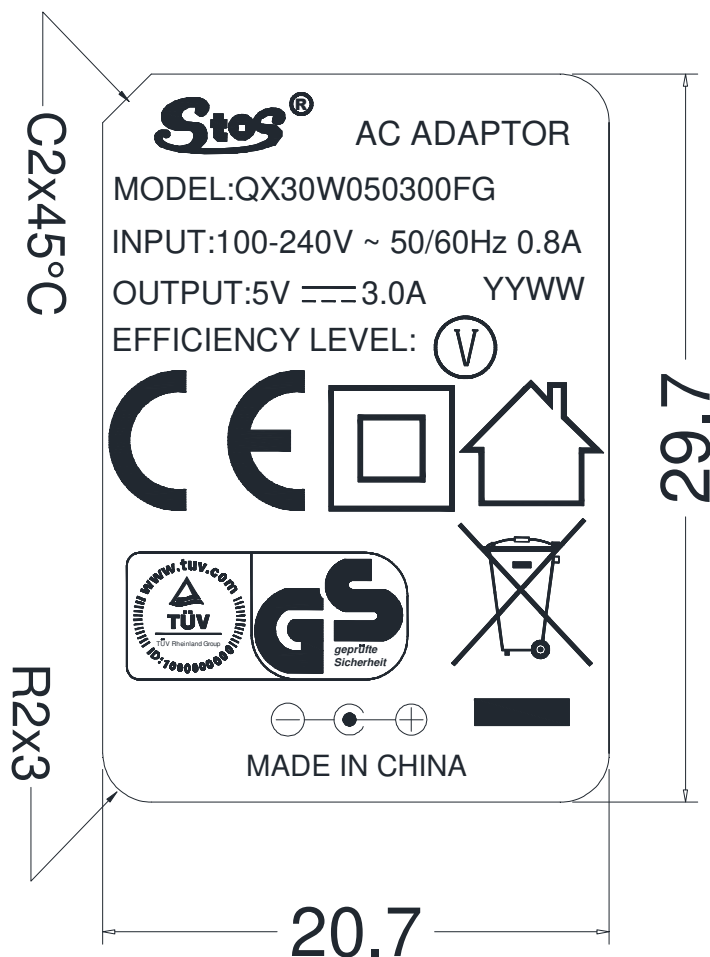 Stos®
AC ADAPTOR
MODEL:QX30W050300FG
INPUT:100-240V ~ 50/60Hz 0.8A
OUTPUT:5V ⎓ 3.0A
YYWW
EFFICIENCY LEVEL: V
CE
www.tuv.com
TÜV
TÜV Rheinland Group
GS
geprüfte
Sicherheit
MADE IN CHINA
C2x45°C
R2x3
29.7
20.7